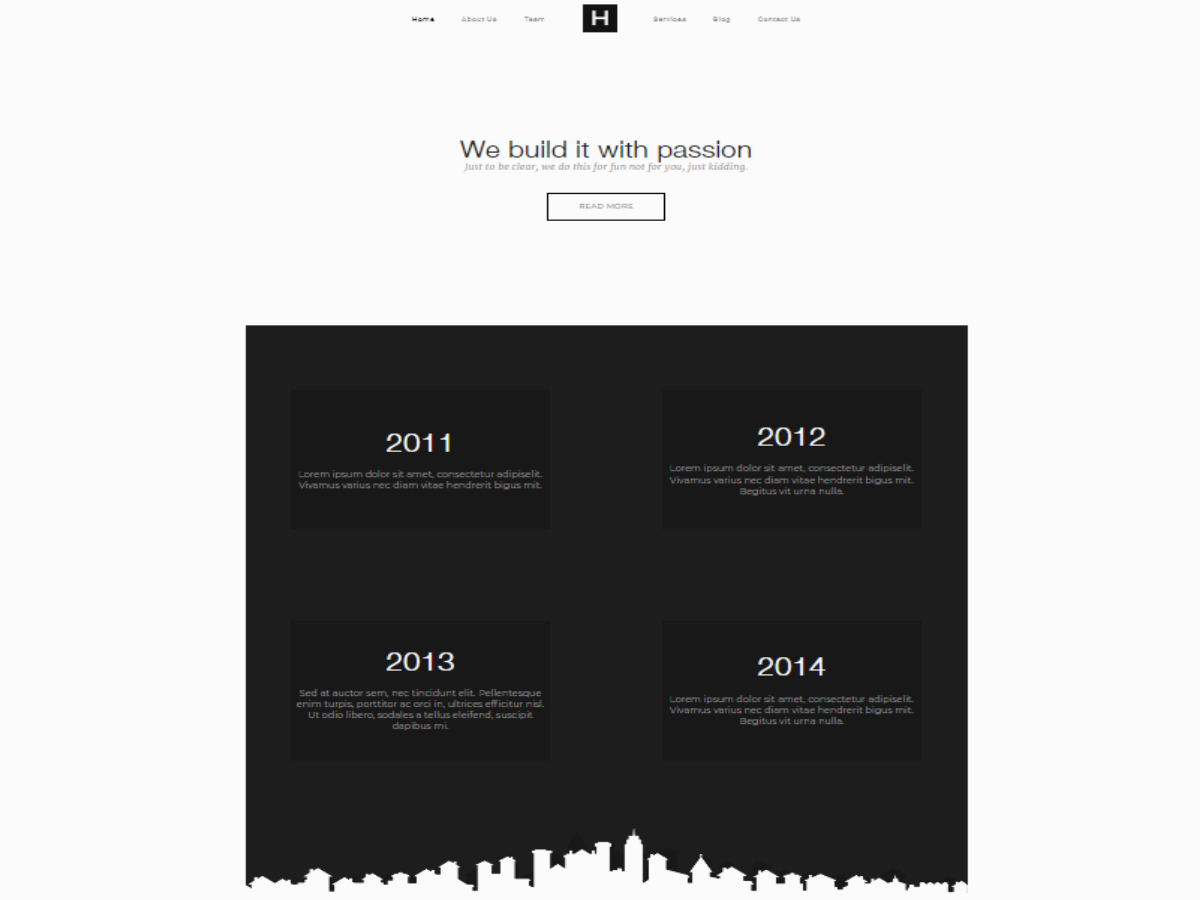 Home About Us Team H Services Blog Contact Us
We build it with passion
Just to be clear, we do this for fun not for you, just kidding.
READ MORE
2011
Lorem ipsum dolor sit amet, consectetur adipiselit.
Vivamus varius nec diam vitae hendrerit bigus mit.
2012
Lorem ipsum dolor sit amet, consectetur adipiselit.
Vivamus varius nec diam vitae hendrerit bigus mit.
Begitus vit urna nulla.
2013
Sed at auctor sem, nec tincidunt elit. Pellentesque
enim turpis, porttitor ac orci in, ultrices efficitur nisl.
Ut odio libero, sodales a tellus eleifend, suscipit
dapibus mi.
2014
Lorem ipsum dolor sit amet, consectetur adipiselit.
Vivamus varius nec diam vitae hendrerit bigus mit.
Begitus vit urna nulla.